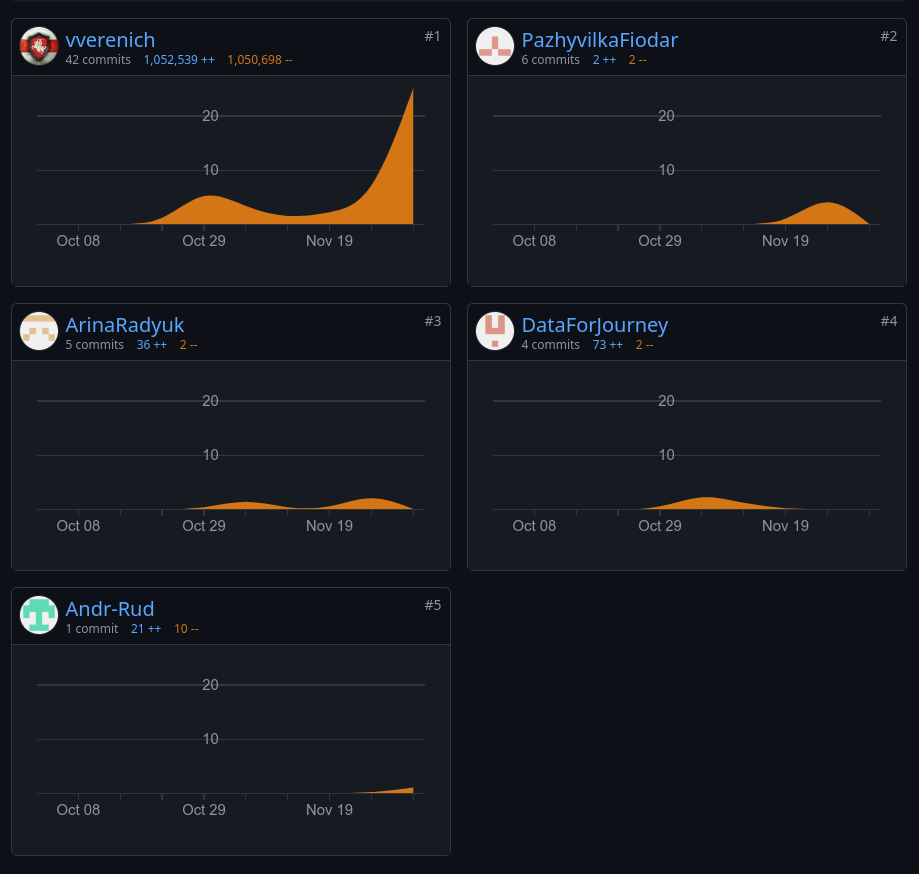 vverenich #1
42 commits 1,052,539 ++ 1,050,698 --
20
10
Oct 08 Oct 29 Nov 19
PazhyvilkaFiodar #2
6 commits 2 ++ 2 --
20
10
Oct 08 Oct 29 Nov 19
ArinaRadyuk #3
5 commits 36 ++ 2 --
20
10
Oct 08 Oct 29 Nov 19
DataForJourney #4
4 commits 73 ++ 2 --
20
10
Oct 08 Oct 29 Nov 19
Andr-Rud #5
1 commit 21 ++ 10 --
20
10
Oct 08 Oct 29 Nov 19